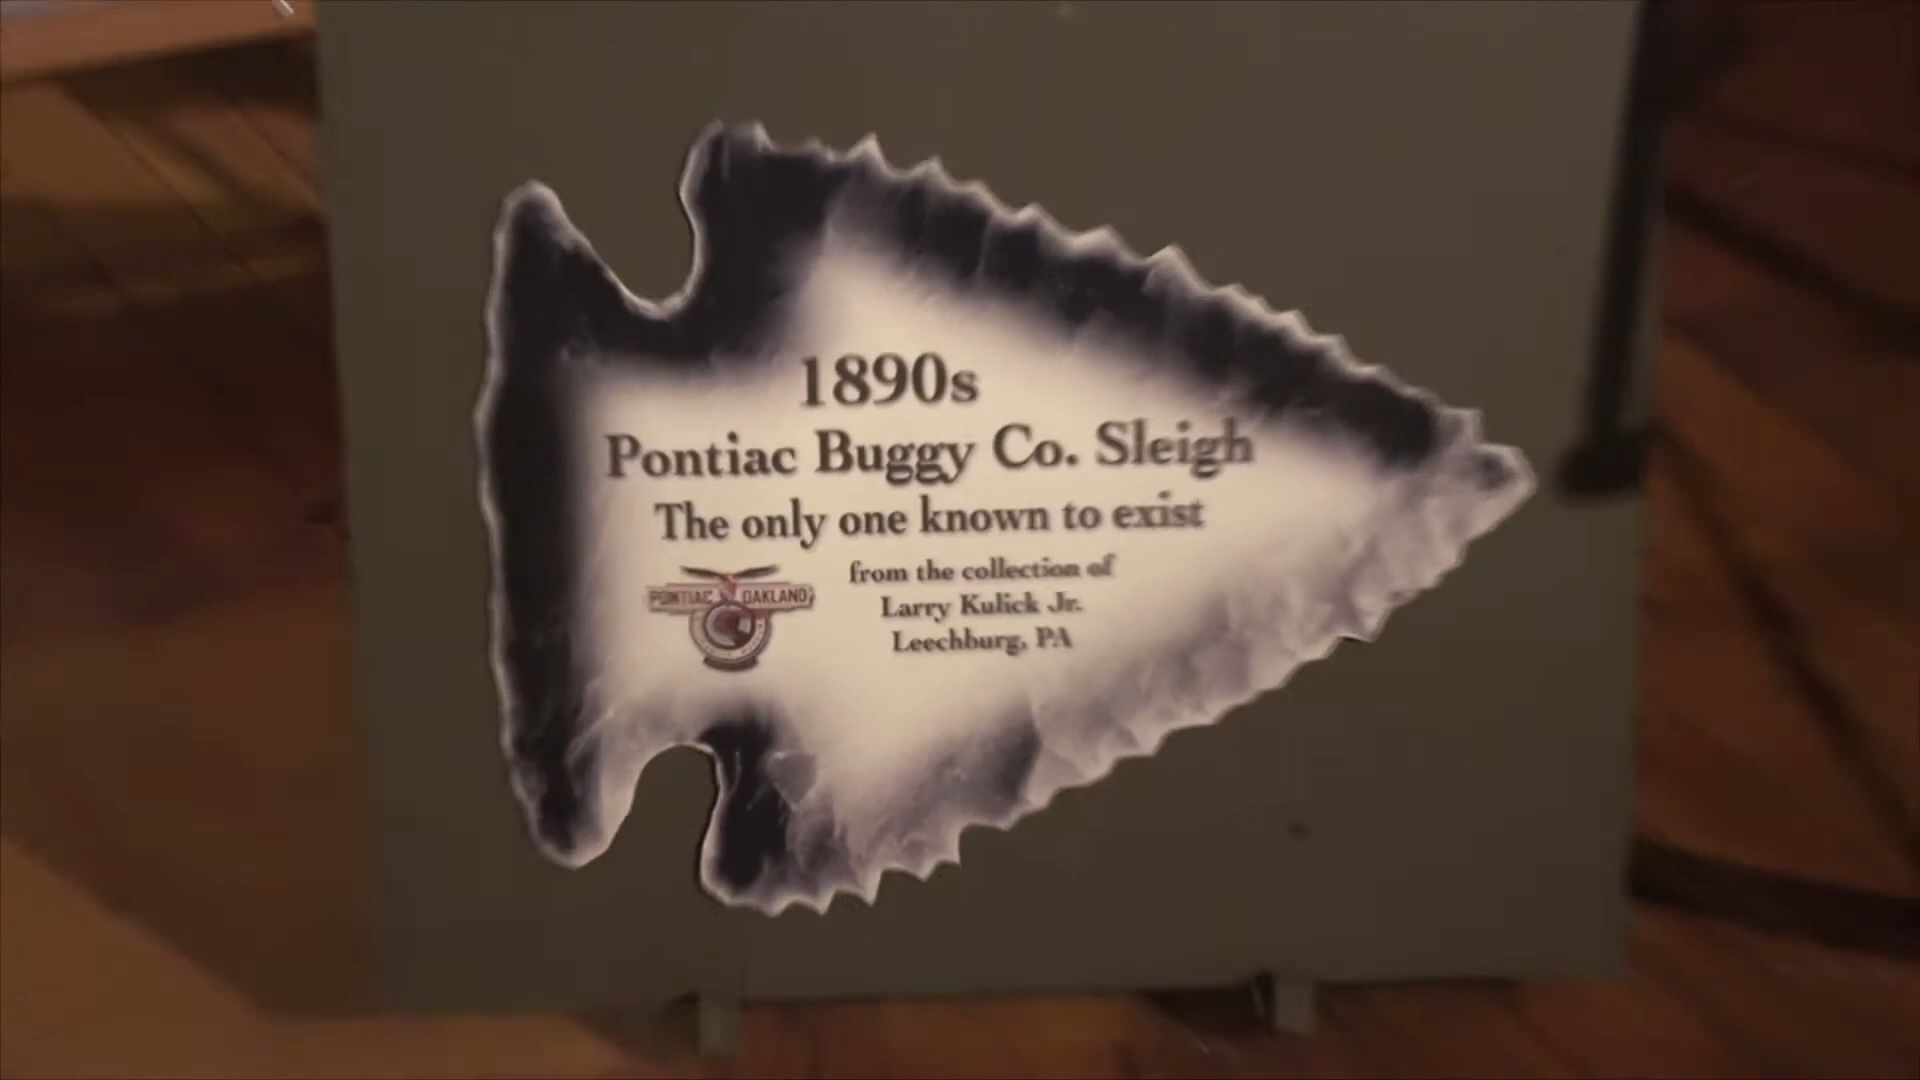 1890s
Pontiac Buggy Co. Sleigh
The only one known to exist
from the collection of
Larry Kulick Jr.
Leechburg, PA
PONTIAC OAKLAND